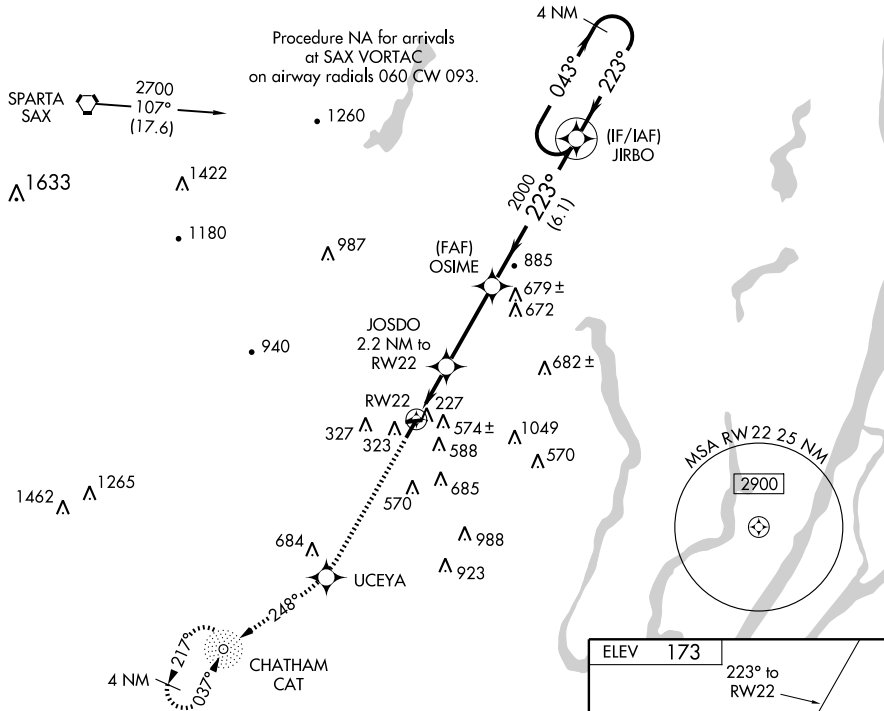 4 NM
Procedure NA for arrivals
at SAX VORTAC
on airway radials 060 CW 093.
043°
223°
SPARTA
SAX
2700
107°
(17.6)
1260
(IF/IAF)
JIRBO
1633
1422
2000
223°
(6.1)
1180
987
(FAF)
OSIME
885
679±
672
JOSDO
2.2 NM to
RW22
940
682±
RW22
227
327
323
574±
1049
588
570
MSA RW22 25 NM
2900
1462
1265
570
685
684
988
923
UCEYA
248°
217°
037°
4 NM
CHATHAM
CAT
ELEV 173
223° to
RW22